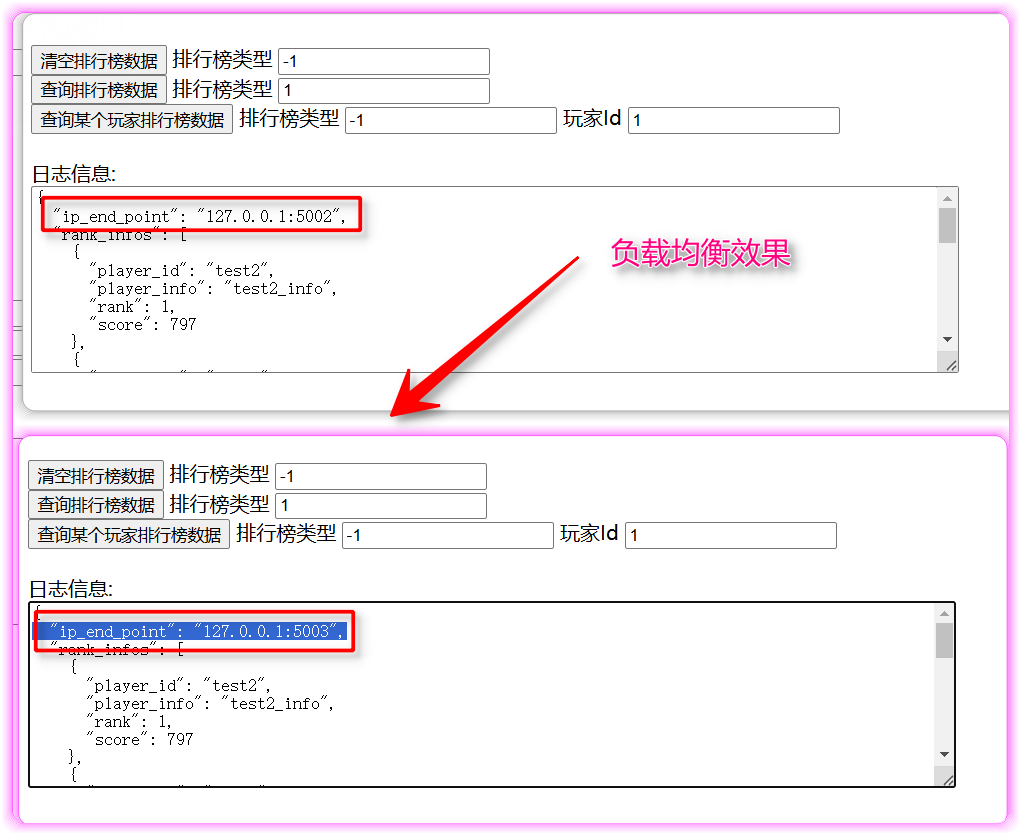 清空排行榜数据 排行榜类型 -1
查询排行榜数据 排行榜类型 1
查询某个玩家排行榜数据 排行榜类型 -1 玩家Id 1
日志信息:
{
"ip_end_point": "127.0.0.1:5002",
"rank_infos": [
{
"player_id": "test2",
"player_info": "test2_info",
"rank": 1,
"score": 797
},
{
负载均衡效果
清空排行榜数据 排行榜类型 -1
查询排行榜数据 排行榜类型 1
查询某个玩家排行榜数据 排行榜类型 -1 玩家Id 1
日志信息:
{
"ip_end_point": "127.0.0.1:5003",
"rank_infos": [
{
"player_id": "test2",
"player_info": "test2_info",
"rank": 1,
"score": 797
},
{